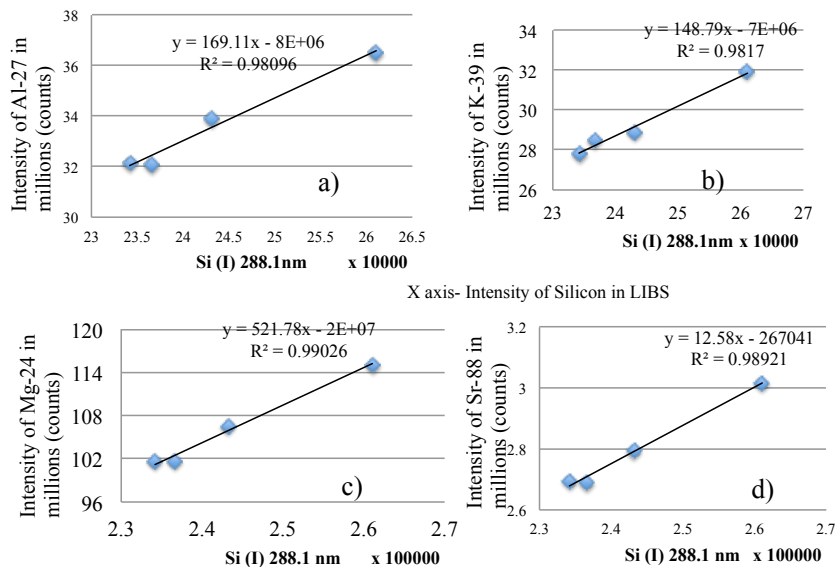 Intensity of Al-27 in
millions (counts)
38
36
34
32
30
y = 169.11x - 8E+06
R² = 0.98096
a)
23 23.5 24 24.5 25 25.5 26 26.5
Si (I) 288.1nm x 10000
Intensity of K-39 in
millions (counts)
34
32
30
28
26
y = 148.79x - 7E+06
R² = 0.9817
b)
23 24 25 26 27
Si (I) 288.1nm x 10000
X axis- Intensity of Silicon in LIBS
Intensity of Mg-24 in
millions (counts)
120
114
108
102
96
y = 521.78x - 2E+07
R² = 0.99026
c)
2.3 2.4 2.5 2.6 2.7
Si (I) 288.1 nm x 100000
Intensity of Sr-88 in
millions (counts)
3.2
3
2.8
2.6
y = 12.58x - 267041
R² = 0.98921
d)
2.3 2.4 2.5 2.6 2.7
Si (I) 288.1 nm x 100000